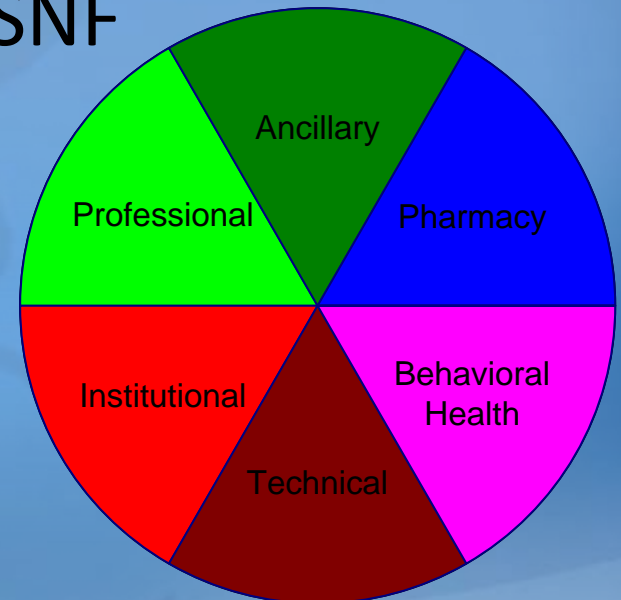 SNF
Ancillary
Professional
Pharmacy
Behavioral
Health
Institutional
Technical